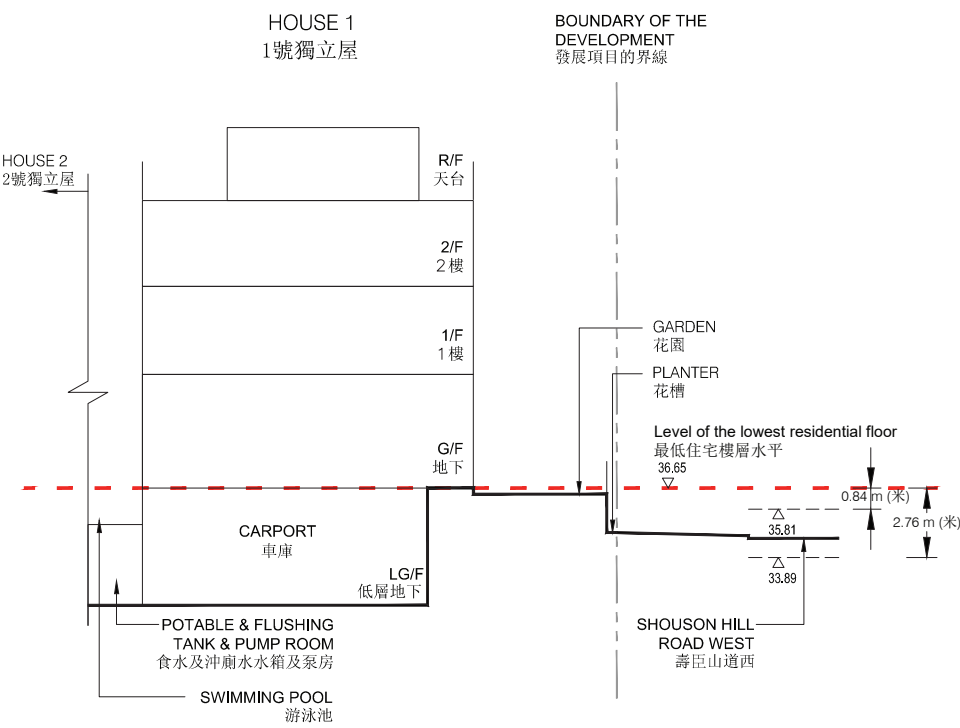 HOUSE 1
1號獨立屋
BOUNDARY OF THE
DEVELOPMENT
發展項目的界線
HOUSE 2
2號獨立屋
R/F
天台
2/F
2樓
1/F
1樓
GARDEN
花園
PLANTER
花槽
Level of the lowest residential floor
最低住宅樓層水平
36.65
G/F
地下
0.84 m (米)
35.81
2.76 m (米)
33.89
CARPORT
車庫
LG/F
低層地下
POTABLE & FLUSHING
TANK & PUMP ROOM
食水及沖廁水水箱及泵房
SHOUSON HILL
ROAD WEST
壽臣山道西
SWIMMING POOL
游泳池